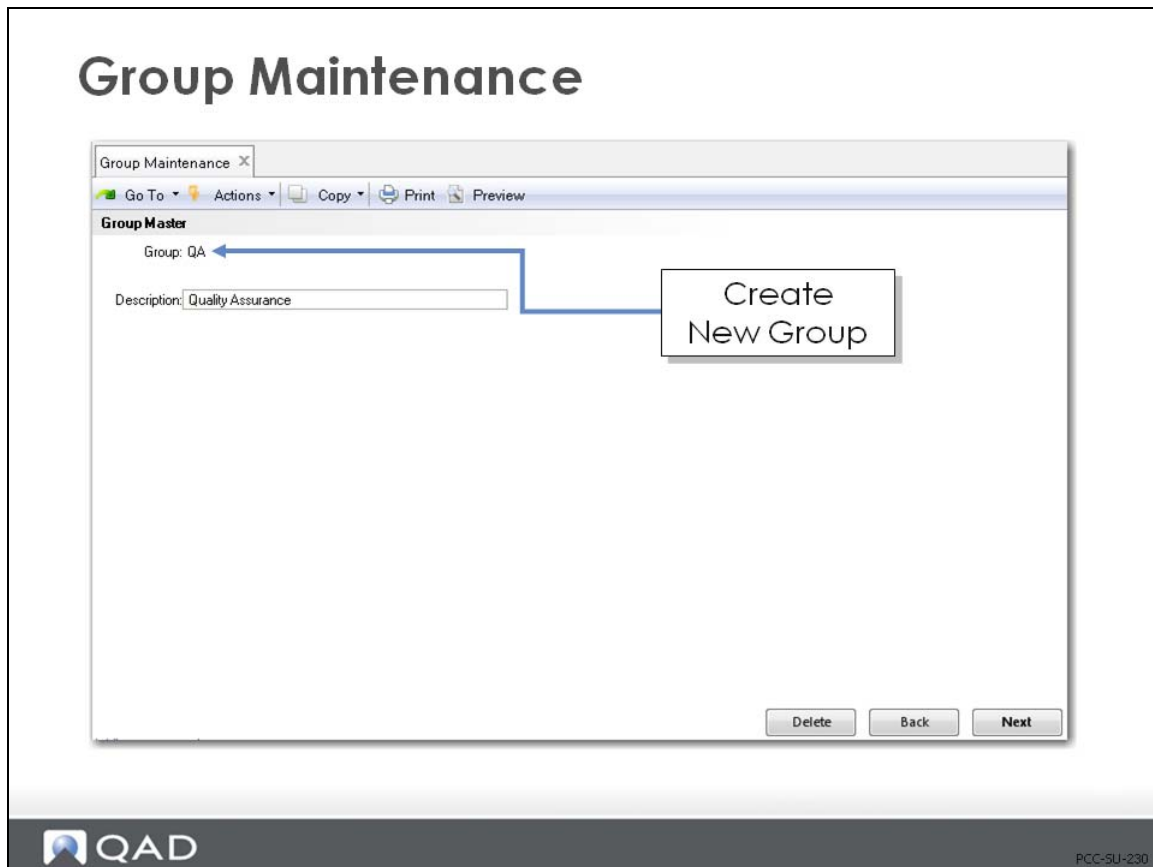 Group Maintenance
Group Maintenance X
Go To Actions Copy Print Preview
Group Master
Group: QA
Description: Quality Assurance
Create
New Group
Delete Back Next
QAD
PCC-SU-230